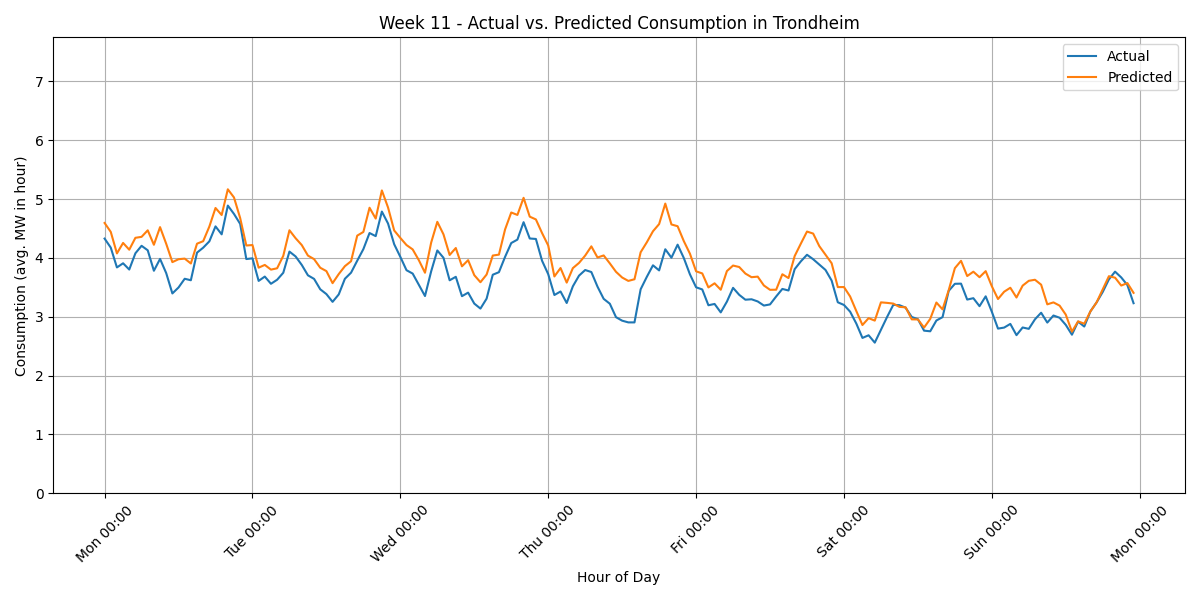 Week 11 - Actual vs. Predicted Consumption in Trondheim
Actual
Predicted
Consumption (avg. MW in hour)
7
6
5
4
3
2
1
0
Mon 00:00
Tue 00:00
Wed 00:00
Thu 00:00
Fri 00:00
Sat 00:00
Sun 00:00
Mon 00:00
Hour of Day